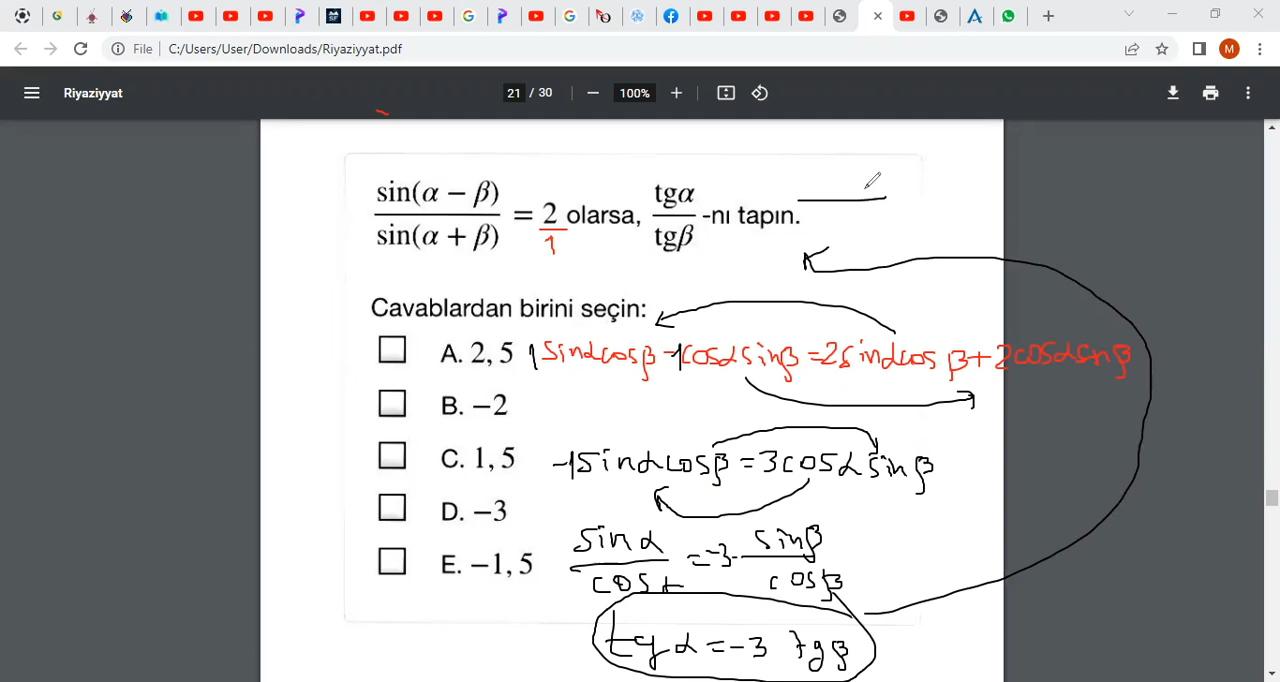 File C:/Users/User/Downloads/Riyaziyyat.pdf
M
Riyaziyyat
21 / 30
100%
sin(α − β)
sin(α + β)
= 2 olarsa,
tgα
tgβ
-nı tapın.
1
Cavablardan birini seçin:
A. 2, 5
1sinαcosβ -1cosαsinβ =2sinαcosβ+2cosαsinβ
B. −2
C. 1, 5
-1sinαcosβ =3cosαsinβ
D. −3
sinα
cosα
=-3·
sinβ
cosβ
E. −1, 5
tgα=-3 tgβ